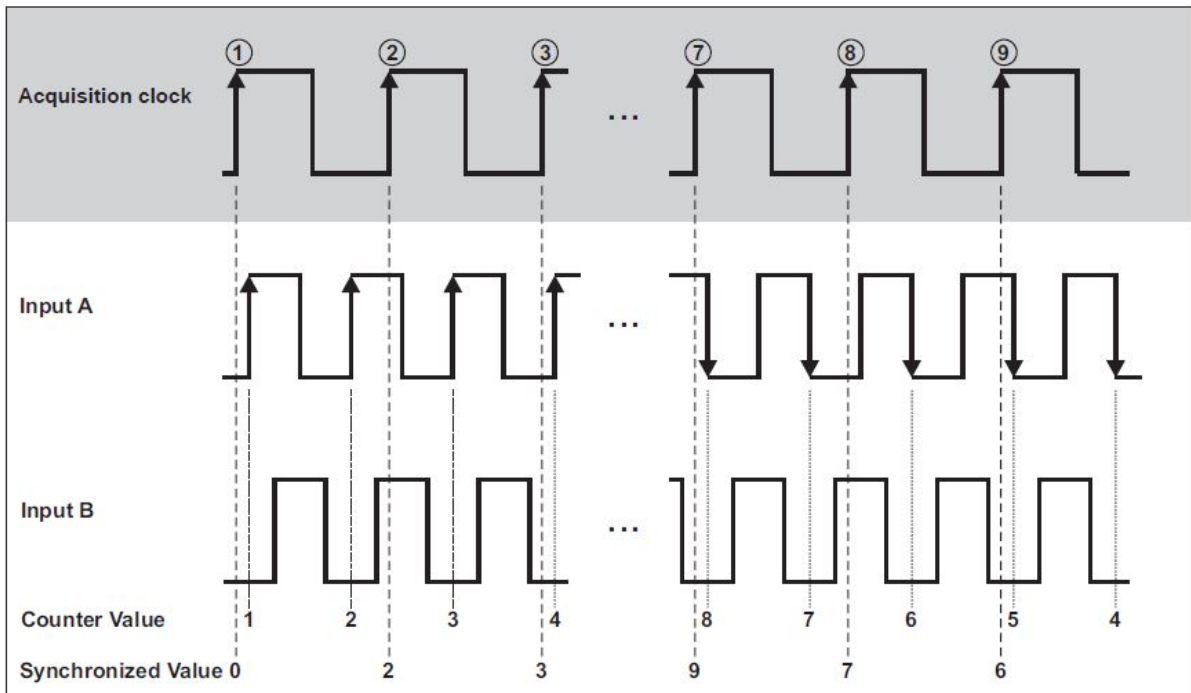 ① ② ③ ⑦ ⑧ ⑨
Acquisition clock
...
Input A
...
Input B
...
Counter Value 1 2 3 4 8 7 6 5 4
Synchronized Value 0 2 3 9 7 6